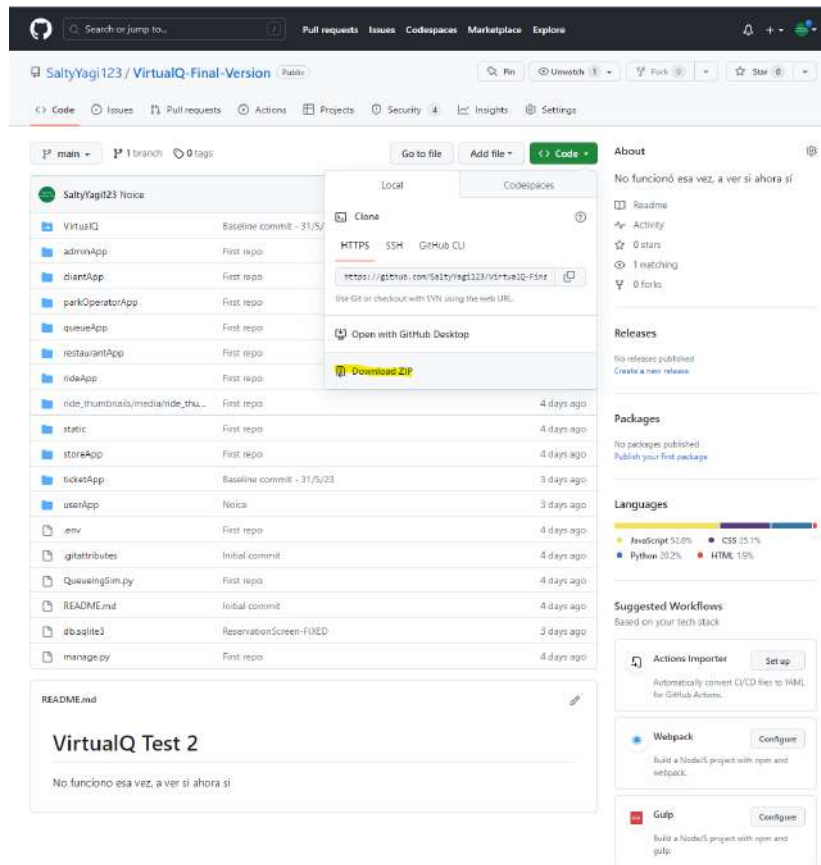 Search or jump to...
/
Pull requests Issues Codespaces Marketplace Explore
SaltyYagi123 / VirtualQ-Final-Version Public
Pin
Unwatch 1
Fork 0
Star 0
Code
Issues
Pull requests
Actions
Projects
Security 4
Insights
Settings
main
1 branch
0 tags
Go to file
Add file
Code
SaltyYagi123 Noice
VirtualQ Baseline commit - 31/5/
adminApp First repo
clientApp First repo
parkOperatorApp First repo
queueApp First repo
restaurantApp First repo
rideApp First repo
ride_thumbnails/media/ride_thu... First repo 4 days ago
static First repo 4 days ago
storeApp First repo 4 days ago
ticketApp Baseline commit - 31/5/23 3 days ago
userApp Noice 3 days ago
.env First repo 4 days ago
.gitattributes Initial commit 4 days ago
QueueingSim.py First repo 4 days ago
README.md Initial commit 4 days ago
db.sqlite3 ReservationScreen-FIXED 3 days ago
manage.py First repo 4 days ago
Local
Codespaces
Clone
HTTPS SSH GitHub CLI
https://github.com/SaltyYagi123/VirtualQ-Fina
Use Git or checkout with SVN using the web URL.
Open with GitHub Desktop
Download ZIP
README.md
VirtualQ Test 2
No funciono esa vez, a ver si ahora si
About
No funcionó esa vez, a ver si ahora sí
Readme
Activity
0 stars
1 watching
0 forks
Releases
No releases published
Create a new release
Packages
No packages published
Publish your first package
Languages
JavaScript 52.8% CSS 25.1%
Python 20.2% HTML 1.9%
Suggested Workflows
Based on your tech stack
Actions Importer
Set up
Automatically convert CI/CD files to YAML
for GitHub Actions.
Webpack
Configure
Build a NodeJS project with npm and
webpack.
Gulp
Configure
Build a NodeJS project with npm and
gulp.